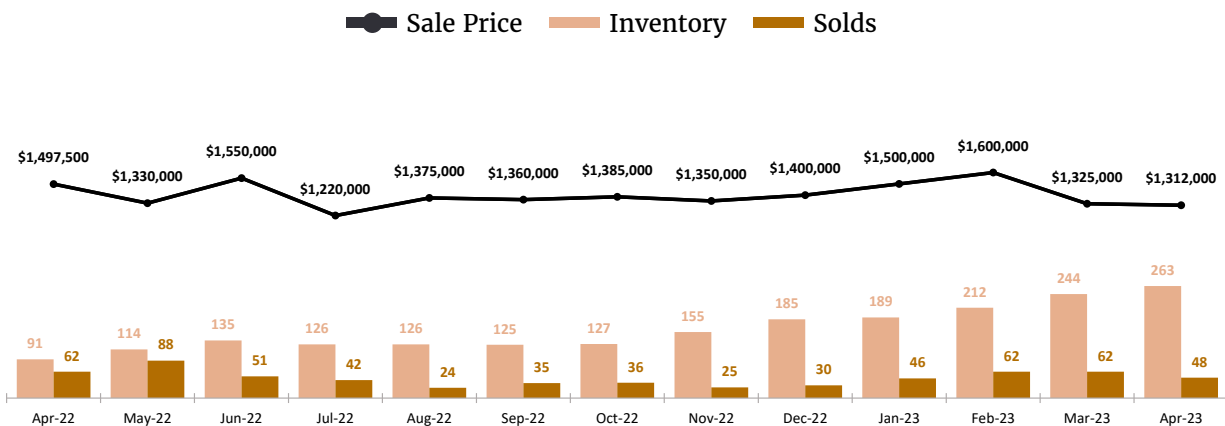 Sale Price Inventory Solds
$1,497,500 $1,330,000 $1,550,000 $1,220,000 $1,375,000 $1,360,000 $1,385,000 $1,350,000 $1,400,000 $1,500,000 $1,600,000 $1,325,000 $1,312,000
91 114 135 126 126 125 127 155 185 189 212 244 263
62 88 51 42 24 35 36 25 30 46 62 62 48
Apr-22 May-22 Jun-22 Jul-22 Aug-22 Sep-22 Oct-22 Nov-22 Dec-22 Jan-23 Feb-23 Mar-23 Apr-23